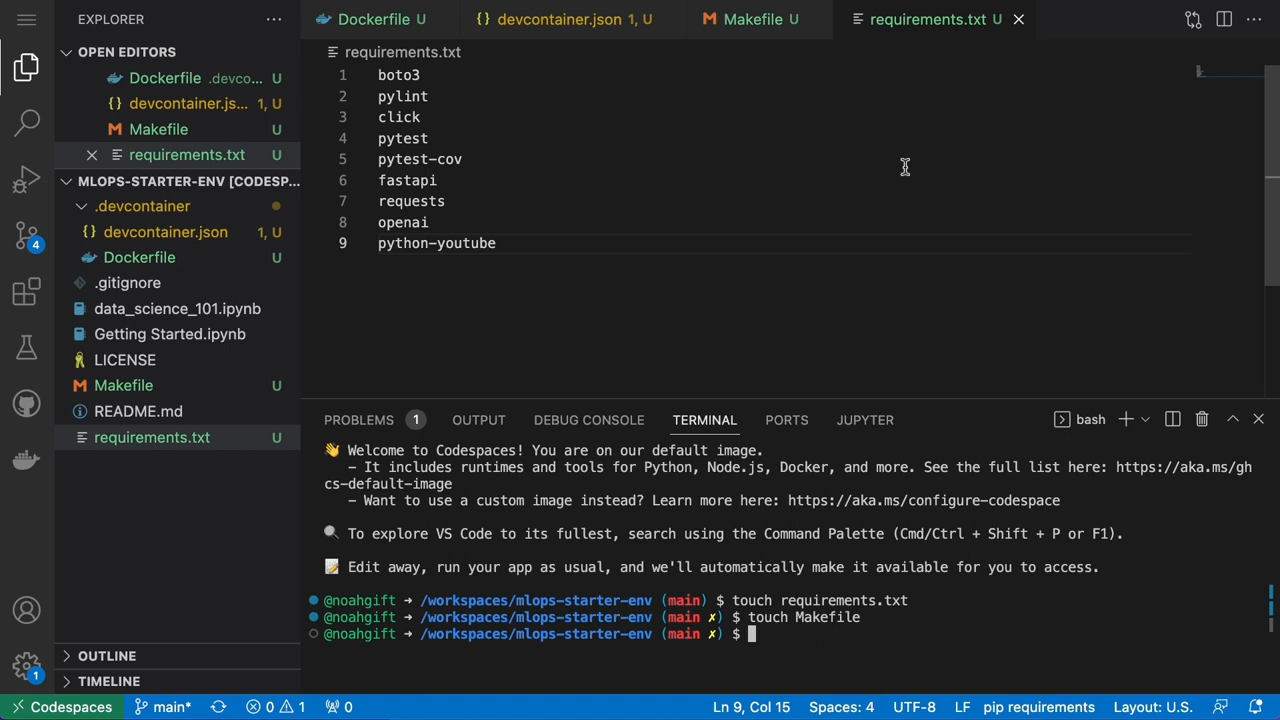 EXPLORER
Dockerfile U
devcontainer.json 1, U
Makefile U
requirements.txt U
OPEN EDITORS
Dockerfile .devco... U
devcontainer.js... 1, U
Makefile U
requirements.txt U
MLOPS-STARTER-ENV [CODESP...
.devcontainer
devcontainer.json 1, U
Dockerfile U
.gitignore
data_science_101.ipynb
Getting Started.ipynb
LICENSE
Makefile U
README.md
requirements.txt U
OUTLINE
TIMELINE
4
1
requirements.txt
1 boto3
2 pylint
3 click
4 pytest
5 pytest-cov
6 fastapi
7 requests
8 openai
9 python-youtube
PROBLEMS 1 OUTPUT DEBUG CONSOLE TERMINAL PORTS JUPYTER bash
👋 Welcome to Codespaces! You are on our default image.
- It includes runtimes and tools for Python, Node.js, Docker, and more. See the full list here: https://aka.ms/gh
cs-default-image
- Want to use a custom image instead? Learn more here: https://aka.ms/configure-codespace
🔍 To explore VS Code to its fullest, search using the Command Palette (Cmd/Ctrl + Shift + P or F1).
📝 Edit away, run your app as usual, and we'll automatically make it available for you to access.
@noahgift ➜ /workspaces/mlops-starter-env (main) $ touch requirements.txt
@noahgift ➜ /workspaces/mlops-starter-env (main ✗) $ touch Makefile
@noahgift ➜ /workspaces/mlops-starter-env (main ✗) $
Codespaces main* 0 1 0 Ln 9, Col 15 Spaces: 4 UTF-8 LF pip requirements Layout: U.S.